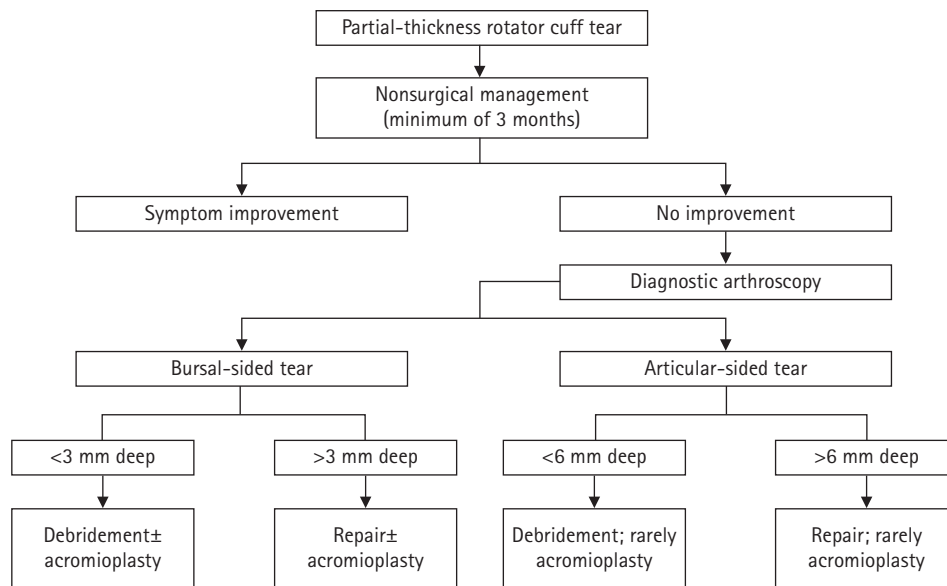 Partial-thickness rotator cuff tear
Nonsurgical management
(minimum of 3 months)
Symptom improvement
No improvement
Diagnostic arthroscopy
Bursal-sided tear
Articular-sided tear
<3 mm deep
>3 mm deep
<6 mm deep
>6 mm deep
Debridement±
acromioplasty
Repair±
acromioplasty
Debridement; rarely
acromioplasty
Repair; rarely
acromioplasty